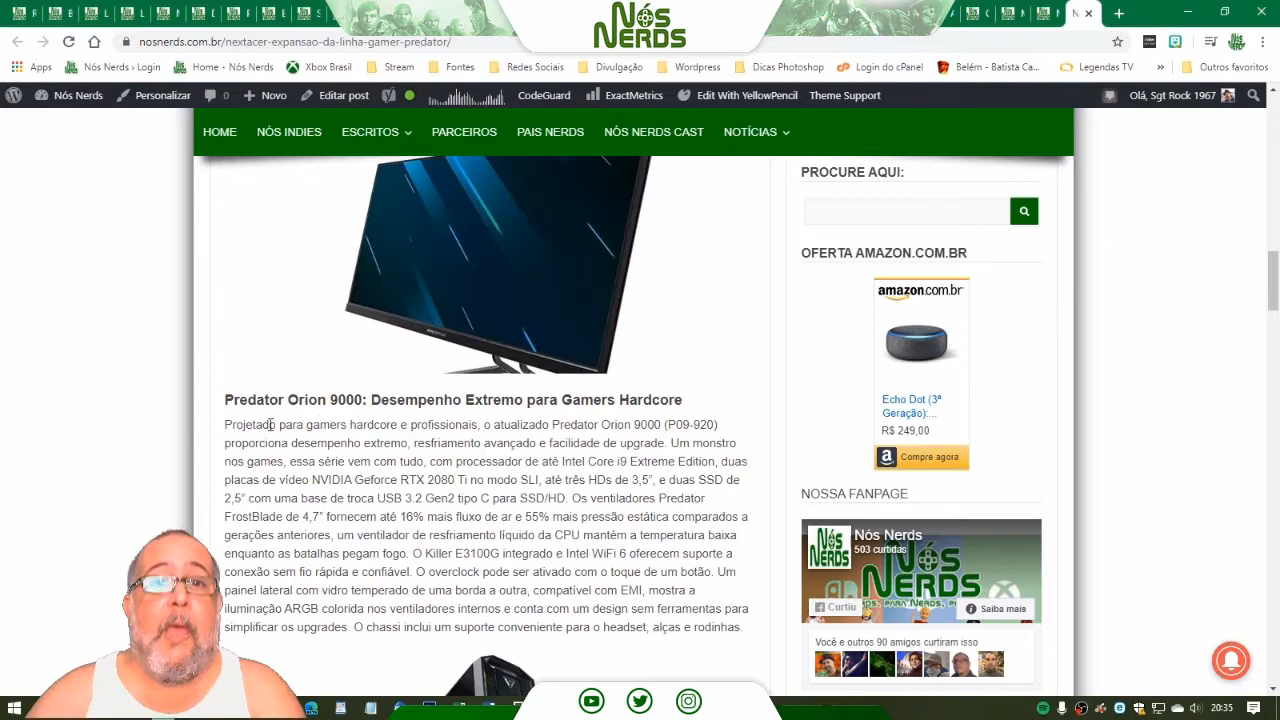 NÓS
NERDS
nosnerds.com.br/nextacer-expansao-da-linha-gamer-predator/
Apps
Nós Nerds › Login
Home - Nós Nerds
Xbox Brasil
Stream
Fontes
Redes Sociais
Divulgação
Wordpress
Dicas Photoshop
Login do cPanel
Belém - Batista Ca...
Legendas TV
Outros favoritos
Nós Nerds
Personalizar
0
Novo
Editar post
CodeGuard
ExactMetrics
Edit With YellowPencil
Theme Support
Olá, Sgt Rock 1967
HOME
NÓS INDIES
ESCRITOS
PARCEIROS
PAIS NERDS
NÓS NERDS CAST
NOTÍCIAS
Predator Orion 9000: Desempenho Extremo para Gamers Hardcore
Projetado para gamers hardcore e profissionais, o atualizado Predator Orion 9000 (P09-920)
proporciona desempenho extremo, resfriamento avançado e facilidade de upgrade. Um monstro
nos games, essa série vem com tudo, com processador de até Intel Core i9 Extreme Edition, duas
placas de vídeo NVIDIA Geforce RTX 2080 Ti no modo SLI, até três HDs de 3,5”, e duas SSD de
2,5” com uma base de troca USB 3.2 Gen2 tipo C para SSD/HD. Os ventiladores Predator
FrostBlade de 4,7” fornecem até 16% mais fluxo de ar e 55% mais pressão estática comparados a
gerações anteriores, um ventilador de resfriamento líquido da CPU mantém a temperatura baixa
enquanto as batalhas pegam fogo. O Killer E3100G integrado e Intel WiFi 6 oferecem suporte a
conexão sem fio rápida e confiável. O overclock pode ser ativado com o toque de um botão. Um
painel lateral com vidro temperado de uma borda a outra, compatível com EMI, mostra a
ARGB colorida nos ventiladores internos e conta com um design sem ferramentas para
simplificar os upgrades. O chassi inclui um suporte conveniente para o headset, alças e rodinhas.
PROCURE AQUI:
OFERTA AMAZON.COM.BR
amazon.com.br
Echo Dot (3ª
Geração):...
R$ 249,00
Compre agora
NOSSA FANPAGE
NÓS
NERDS
Nós Nerds
503 curtidas
NÓS
NERDS
Curtiu
Saiba mais
Você e outros 90 amigos curtiram isso
20:35